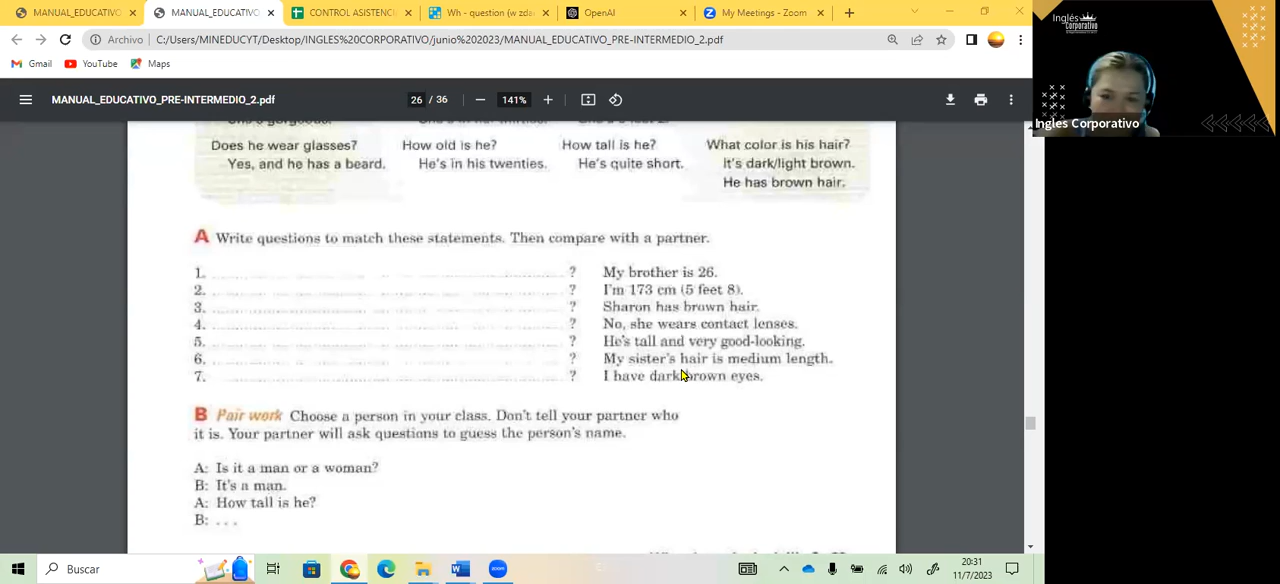 MANUAL_EDUCATIVO
MANUAL_EDUCATIVO
CONTROL ASISTENCI
Wh - question (w zda
OpenAI
My Meetings - Zoom
Archivo
C:/Users/MINEDUCYT/Desktop/INGLES%20CORPORATIVO/junio%202023/MANUAL_EDUCATIVO_PRE-INTERMEDIO_2.pdf
Gmail
YouTube
Maps
MANUAL_EDUCATIVO_PRE-INTERMEDIO_2.pdf
26 / 36
141%
Inglés
Corporativo
Ingles Corporativo
Does he wear glasses?
Yes, and he has a beard.
How old is he?
He's in his twenties.
How tall is he?
He's quite short.
What color is his hair?
It's dark/light brown.
He has brown hair.
A Write questions to match these statements. Then compare with a partner.
1. ? My brother is 26.
2. ? I'm 173 cm (5 feet 8).
3. ? Sharon has brown hair.
4. ? No, she wears contact lenses.
5. ? He's tall and very good-looking.
6. ? My sister's hair is medium length.
7. ? I have dark brown eyes.
B Pair work Choose a person in your class. Don't tell your partner who
it is. Your partner will ask questions to guess the person's name.
A: Is it a man or a woman?
B: It's a man.
A: How tall is he?
B: . . .
Buscar
20:31
11/7/2023